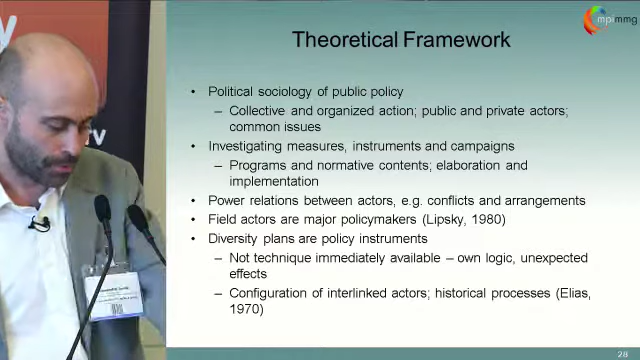 mpimmg
Theoretical Framework
• Political sociology of public policy
– Collective and organized action; public and private actors;
common issues
• Investigating measures, instruments and campaigns
– Programs and normative contents; elaboration and
implementation
• Power relations between actors, e.g. conflicts and arrangements
• Field actors are major policymakers (Lipsky, 1980)
• Diversity plans are policy instruments
– Not technique immediately available – own logic, unexpected
effects
– Configuration of interlinked actors; historical processes (Elias,
1970)
28